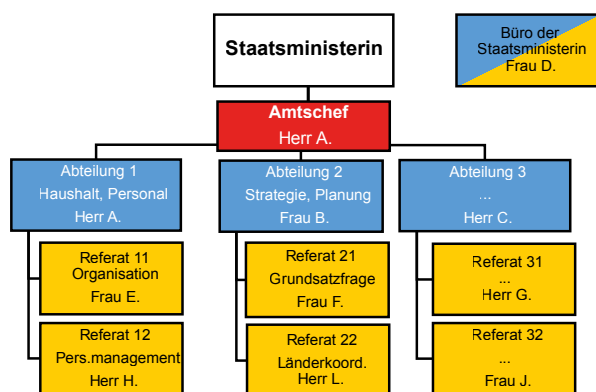 Staatsministerin
Büro der
Staatsministerin
Frau D.
Amtschef
Herr A.
Abteilung 1
Haushalt, Personal
Herr A.
Abteilung 2
Strategie, Planung
Frau B.
Abteilung 3
...
Herr C.
Referat 11
Organisation
Frau E.
Referat 21
Grundsatzfrage
Frau F.
Referat 31
...
Herr G.
Referat 12
Pers.management
Herr H.
Referat 22
Länderkoord.
Herr L.
Referat 32
...
Frau J.